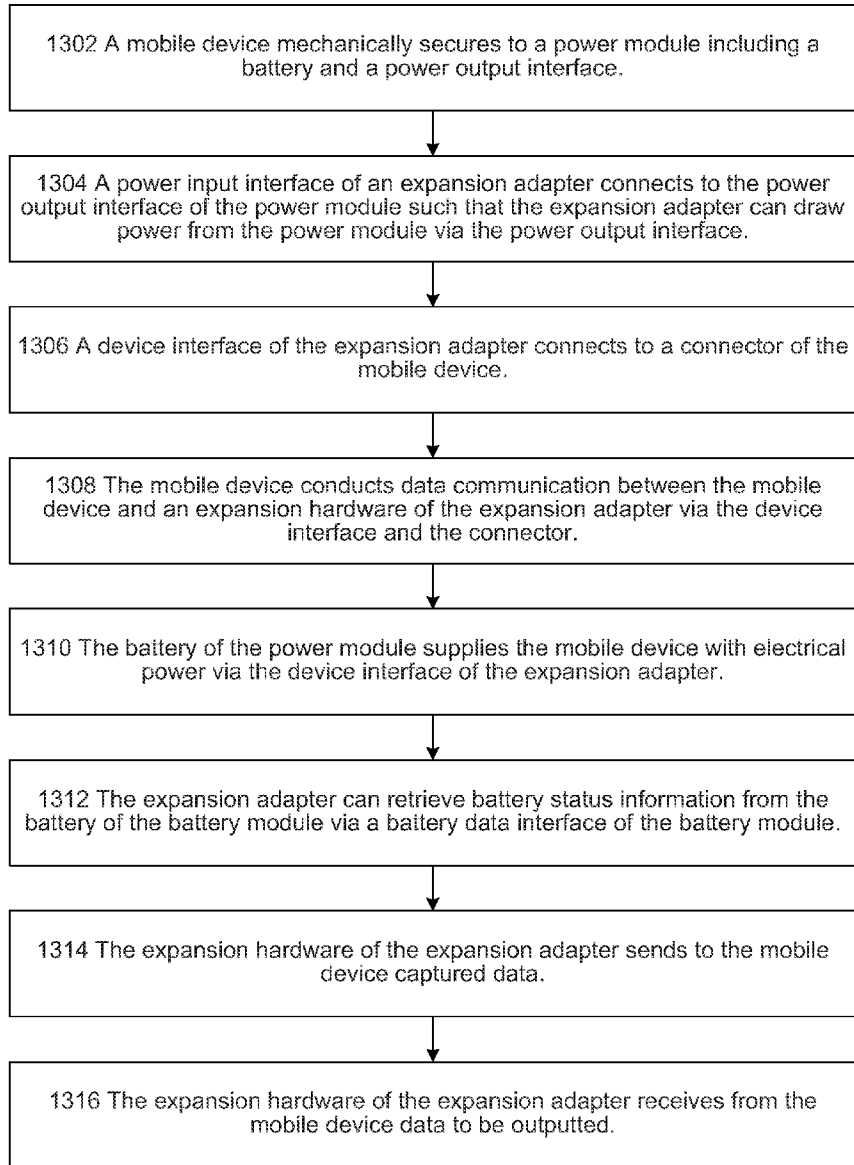 1302 A mobile device mechanically secures to a power module including a
battery and a power output interface.
1304 A power input interface of an expansion adapter connects to the power
output interface of the power module such that the expansion adapter can draw
power from the power module via the power output interface.
1306 A device interface of the expansion adapter connects to a connector of the
mobile device.
1308 The mobile device conducts data communication between the mobile
device and an expansion hardware of the expansion adapter via the device
interface and the connector.
1310 The battery of the power module supplies the mobile device with electrical
power via the device interface of the expansion adapter.
1312 The expansion adapter can retrieve battery status information from the
battery of the battery module via a battery data interface of the battery module.
1314 The expansion hardware of the expansion adapter sends to the mobile
device captured data.
1316 The expansion hardware of the expansion adapter receives from the
mobile device data to be outputted.